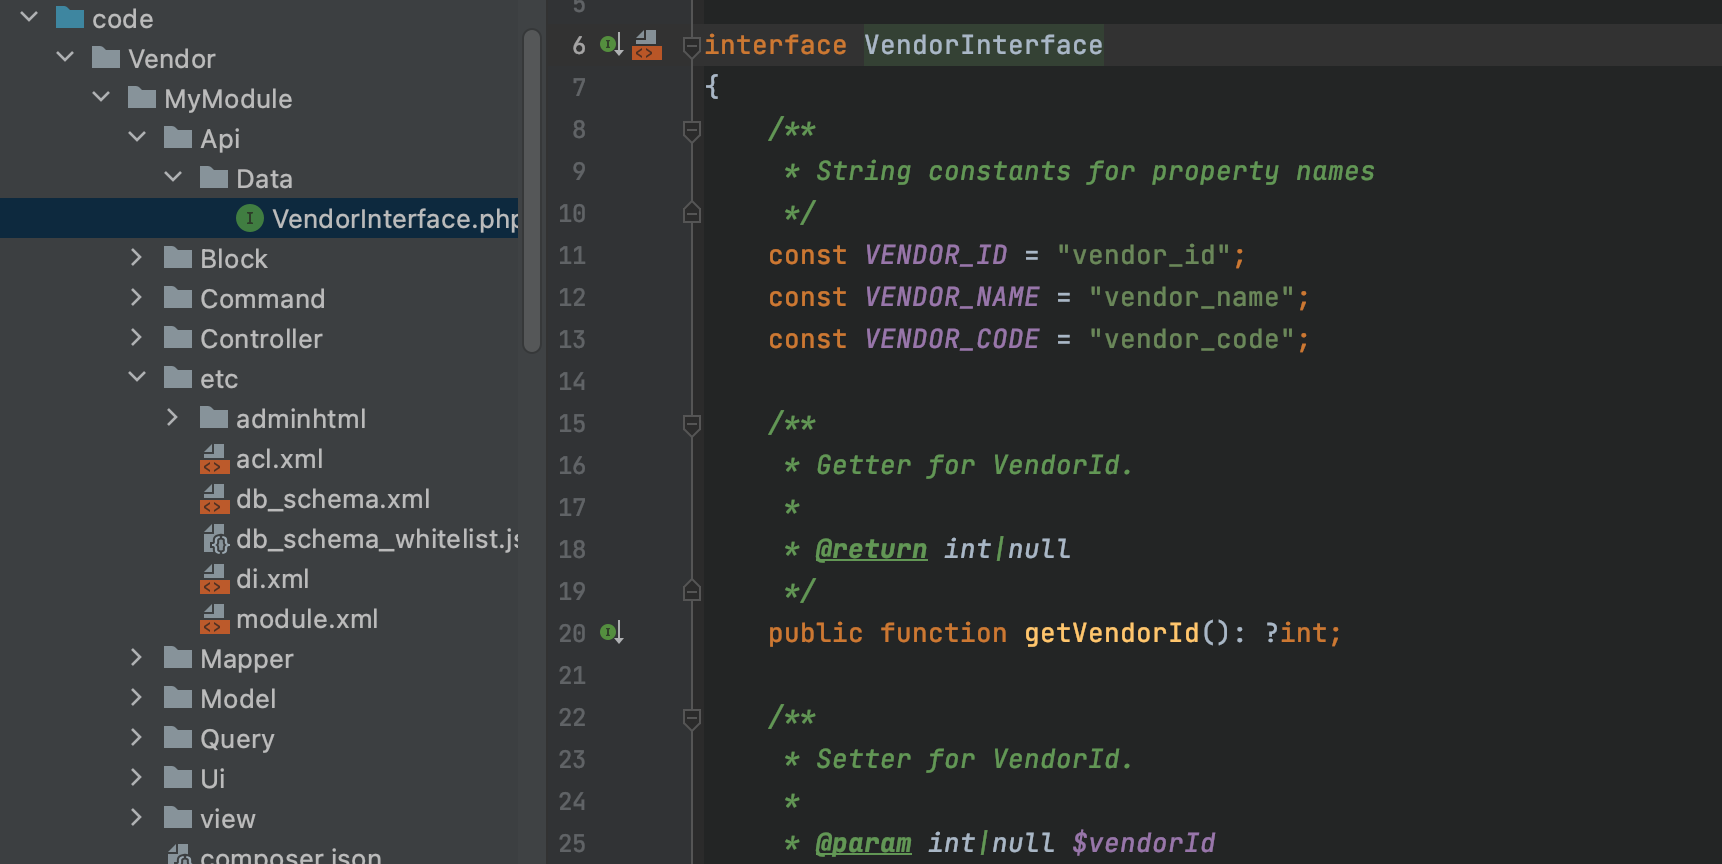 code
Vendor
MyModule
Api
Data
VendorInterface.php
Block
Command
Controller
etc
adminhtml
acl.xml
db_schema.xml
db_schema_whitelist.js
di.xml
module.xml
Mapper
Model
Query
Ui
view
composer.json
5
6 interface VendorInterface
7 {
8 /**
9 * String constants for property names
10 */
11 const VENDOR_ID = "vendor_id";
12 const VENDOR_NAME = "vendor_name";
13 const VENDOR_CODE = "vendor_code";
14
15 /**
16 * Getter for VendorId.
17 *
18 * @return int|null
19 */
20 public function getVendorId(): ?int;
21
22 /**
23 * Setter for VendorId.
24 *
25 * @param int|null $vendorId